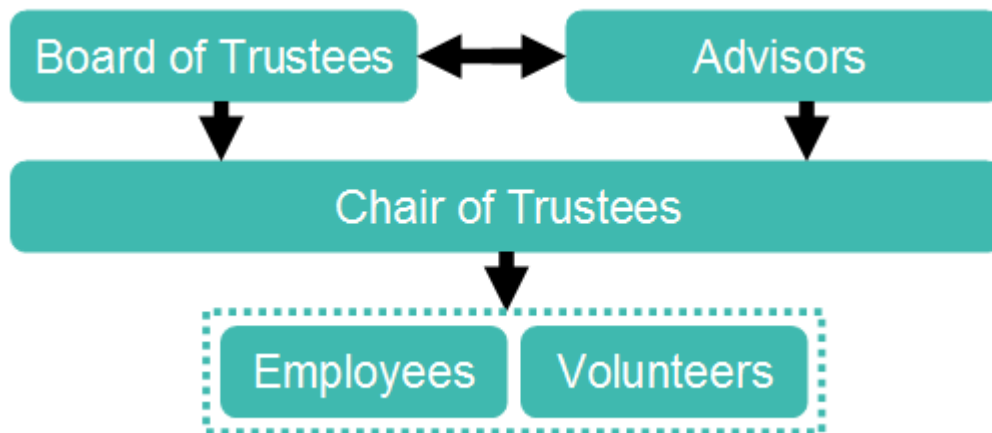 Board of Trustees
Advisors
Chair of Trustees
Employees
Volunteers